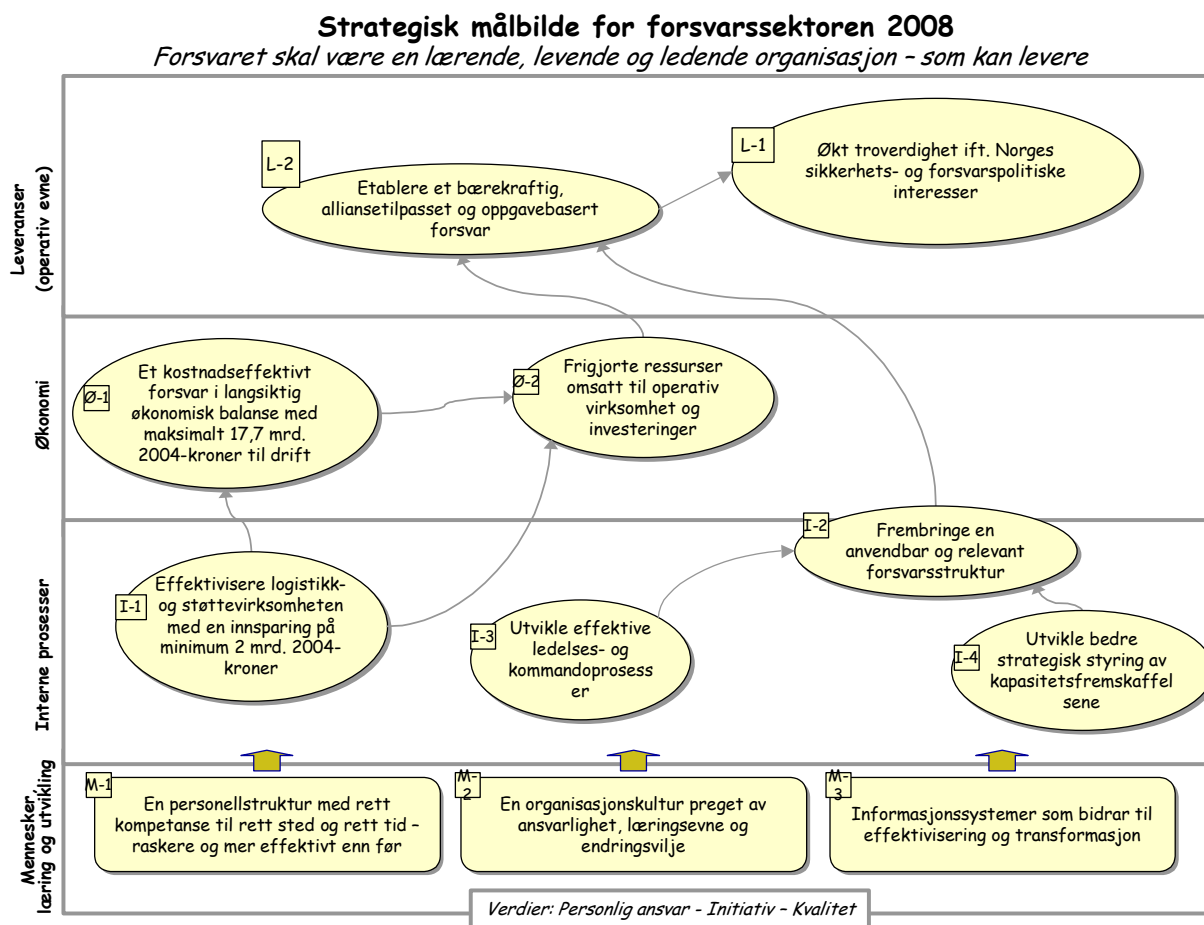 Strategisk målbilde for forsvarssektoren 2008
Forsvaret skal være en lærende, levende og ledende organisasjon – som kan levere
Leveranser
(operativ evne)
L-2
Etablere et bærekraftig,
alliansetilpasset og oppgavebasert
forsvar
L-1
Økt troverdighet ift. Norges
sikkerhets- og forsvarspolitiske
interesser
Økonomi
Ø-1
Et kostnadseffektivt
forsvar i langsiktig
økonomisk balanse med
maksimalt 17,7 mrd.
2004-kroner til drift
Ø-2
Frigjorte ressurser
omsatt til operativ
virksomhet og
investeringer
Interne prosesser
I-1
Effektivisere logistikk-
og støttevirksomheten
med en innsparing på
minimum 2 mrd. 2004-
kroner
I-3
Utvikle effektive
ledelses- og
kommandoprosess
er
I-2
Frembringe en
anvendbar og relevant
forsvarsstruktur
I-4
Utvikle bedre
strategisk styring av
kapasitetsfremskaffel
sene
Mennesker,
læring og utvikling
M-1
En personellstruktur med rett
kompetanse til rett sted og rett tid –
raskere og mer effektivt enn før
M-
2
En organisasjonskultur preget av
ansvarlighet, læringsevne og
endringsvilje
M-
3
Informasjonssystemer som bidrar til
effektivisering og transformasjon
Verdier: Personlig ansvar - Initiativ – Kvalitet